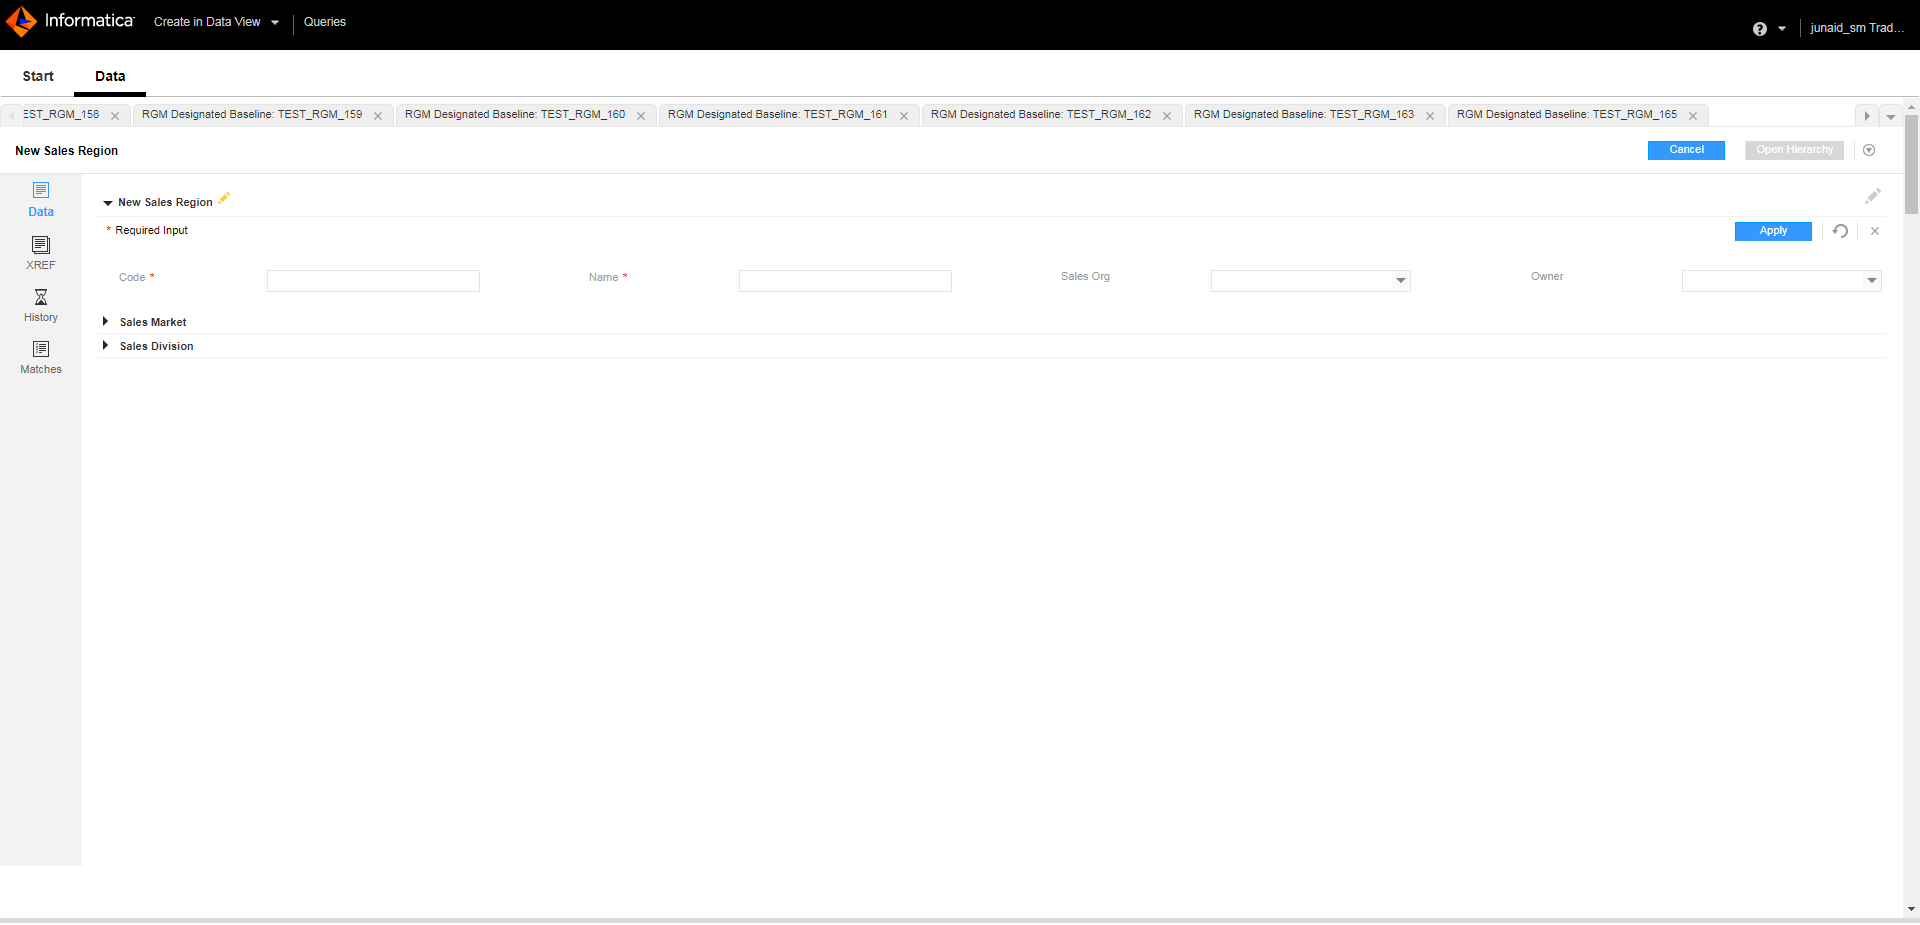 Informatica Create in Data View Queries junaid_sm Trad...
Start Data
EST_RGM_158 RGM Designated Baseline: TEST_RGM_159 RGM Designated Baseline: TEST_RGM_160 RGM Designated Baseline: TEST_RGM_161 RGM Designated Baseline: TEST_RGM_162 RGM Designated Baseline: TEST_RGM_163 RGM Designated Baseline: TEST_RGM_165
New Sales Region Cancel Open Hierarchy
Data
XREF
History
Matches
New Sales Region
* Required Input Apply
Code * Name * Sales Org Owner
Sales Market
Sales Division